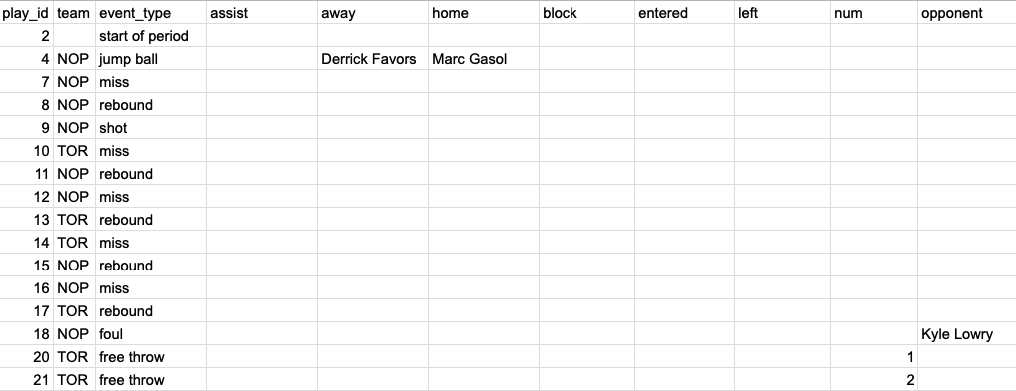 play_id team event_type assist away home block entered left num opponent
2 start of period
4 NOP jump ball Derrick Favors Marc Gasol
7 NOP miss
8 NOP rebound
9 NOP shot
10 TOR miss
11 NOP rebound
12 NOP miss
13 TOR rebound
14 TOR miss
15 NOP rebound
16 NOP miss
17 TOR rebound
18 NOP foul Kyle Lowry
20 TOR free throw 1
21 TOR free throw 2